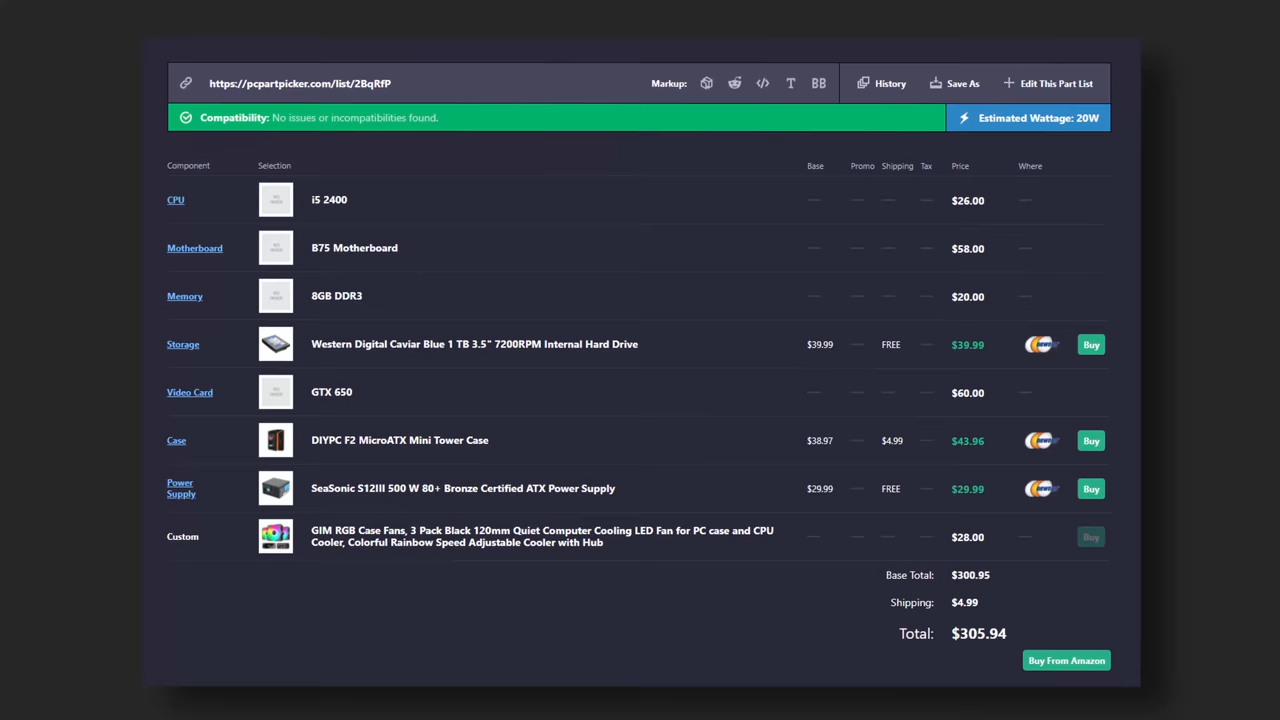 https://pcpartpicker.com/list/2BqRfP Markup: T BB History Save As Edit This Part List
Compatibility: No issues or incompatibilities found. Estimated Wattage: 20W
Component Selection Base Promo Shipping Tax Price Where
CPU i5 2400 $26.00
Motherboard B75 Motherboard $58.00
Memory 8GB DDR3 $20.00
Storage Western Digital Caviar Blue 1 TB 3.5" 7200RPM Internal Hard Drive $39.99 FREE $39.99 Buy
Video Card GTX 650 $60.00
Case DIYPC F2 MicroATX Mini Tower Case $38.97 $4.99 $43.96 Buy
Power
Supply SeaSonic S12III 500 W 80+ Bronze Certified ATX Power Supply $29.99 FREE $29.99 Buy
Custom GIM RGB Case Fans, 3 Pack Black 120mm Quiet Computer Cooling LED Fan for PC case and CPU
Cooler, Colorful Rainbow Speed Adjustable Cooler with Hub $28.00 Buy
Base Total: $300.95
Shipping: $4.99
Total: $305.94
Buy From Amazon